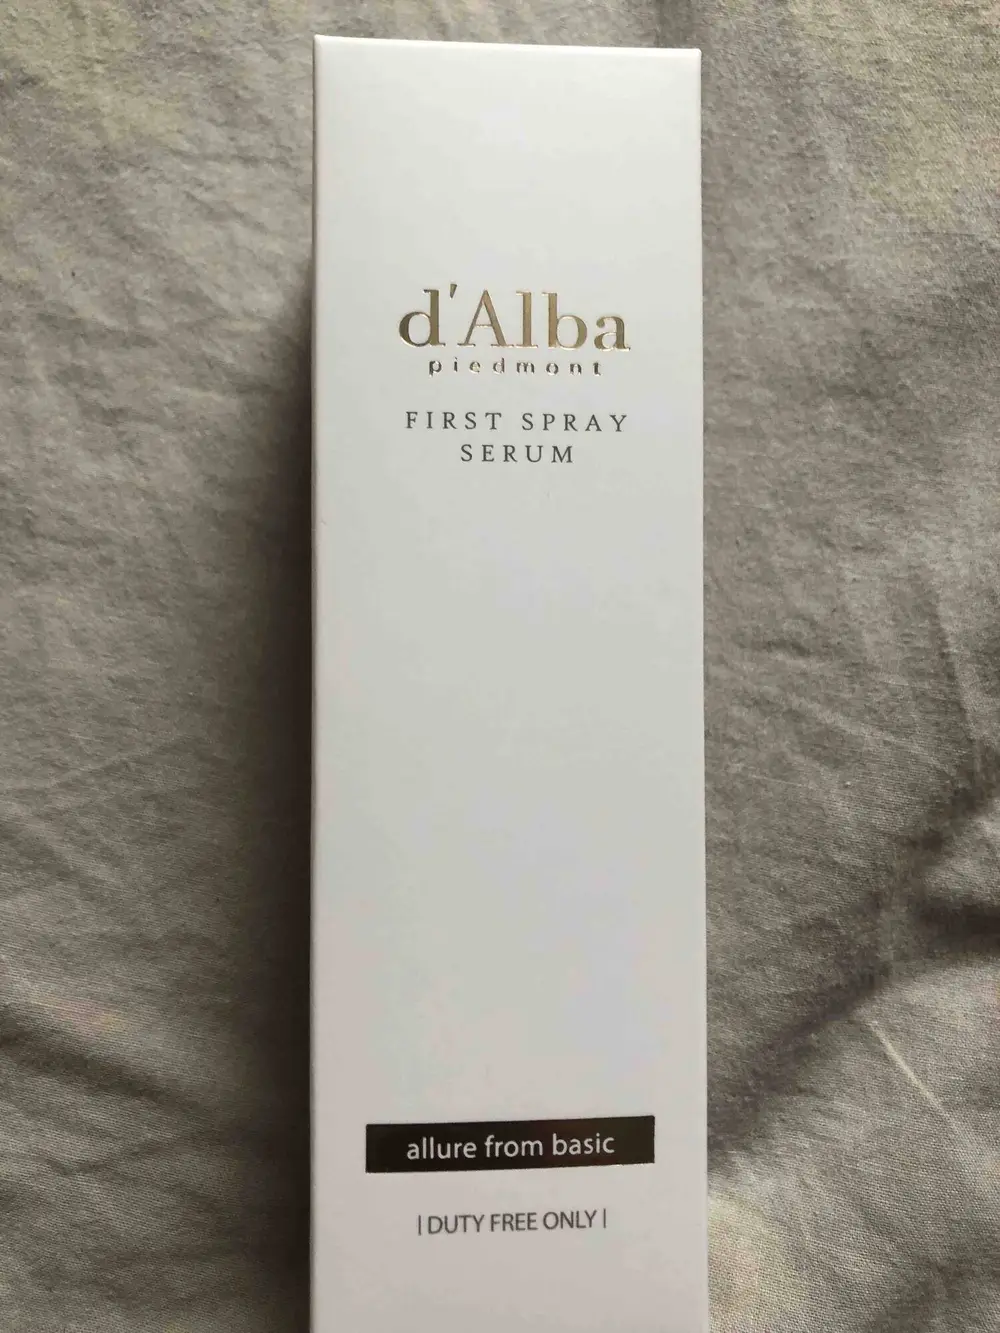 d'Alba
piedmont
FIRST SPRAY
SERUM
allure from basic
| DUTY FREE ONLY |